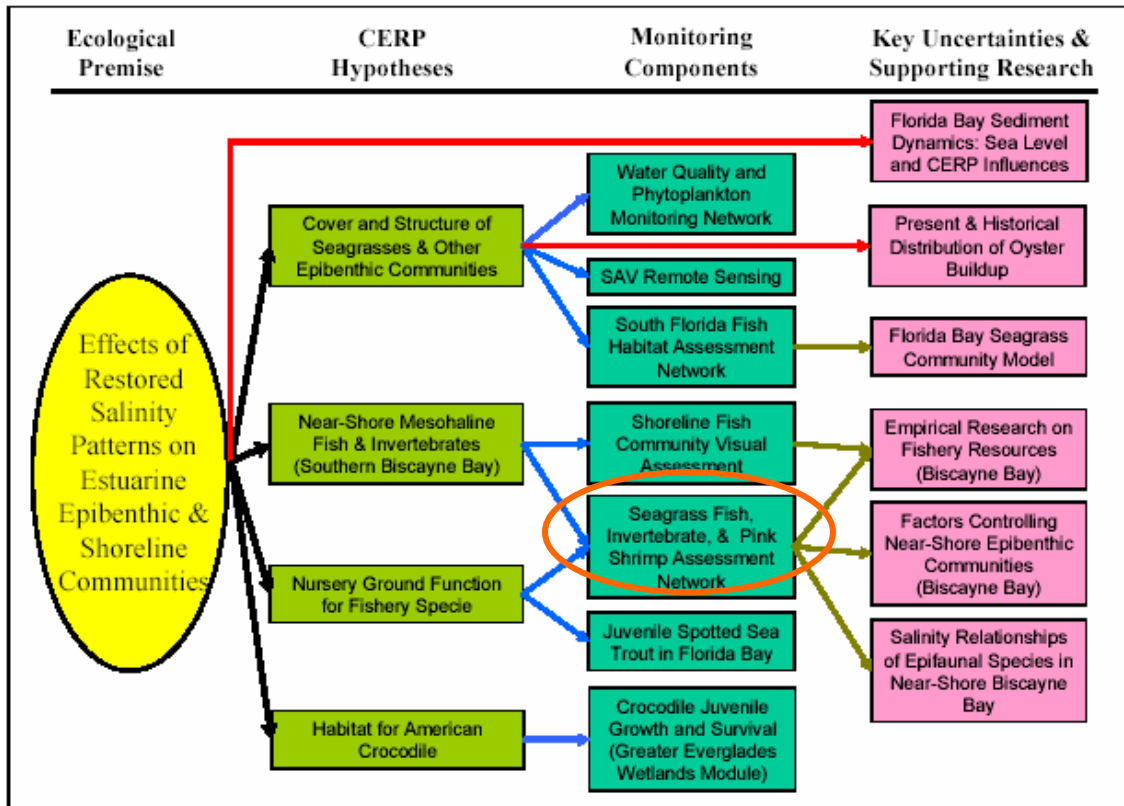 Ecological
Premise
CERP
Hypotheses
Monitoring
Components
Key Uncertainties &
Supporting Research
Effects of
Restored
Salinity
Patterns on
Estuarine
Epibenthic &
Shoreline
Communities
Cover and Structure of
Seagrasses & Other
Epibenthic Communities
Near-Shore Mesohaline
Fish & Invertebrates
(Southern Biscayne Bay)
Nursery Ground Function
for Fishery Specie
Habitat for American
Crocodile
Water Quality and
Phytoplankton
Monitoring Network
SAV Remote Sensing
South Florida Fish
Habitat Assessment
Network
Shoreline Fish
Community Visual
Assessment
Seagrass Fish,
Invertebrate, & Pink
Shrimp Assessment
Network
Juvenile Spotted Sea
Trout in Florida Bay
Crocodile Juvenile
Growth and Survival
(Greater Everglades
Wetlands Module)
Florida Bay Sediment
Dynamics: Sea Level
and CERP Influences
Present & Historical
Distribution of Oyster
Buildup
Florida Bay Seagrass
Community Model
Empirical Research on
Fishery Resources
(Biscayne Bay)
Factors Controlling
Near-Shore Epibenthic
Communities
(Biscayne Bay)
Salinity Relationships
of Epifaunal Species in
Near-Shore Biscayne
Bay